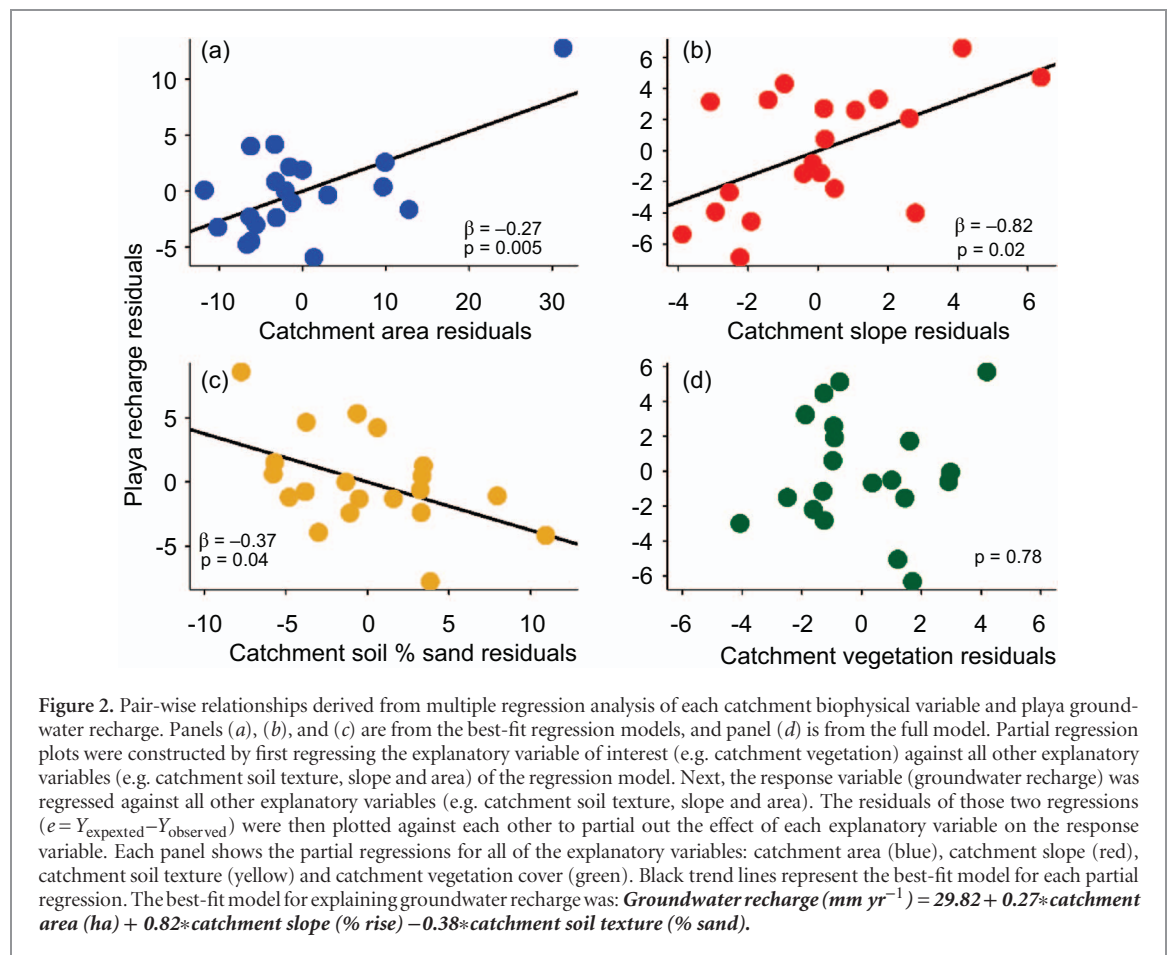 (a)
10
5
0
-5
β = –0.27
p = 0.005
-10 0 10 20 30
Catchment area residuals
(b)
6
4
2
0
-2
-4
-6
β = –0.82
p = 0.02
-4 -2 0 2 4 6
Catchment slope residuals
Playa recharge residuals
(c)
5
0
-5
β = –0.37
p = 0.04
-10 -5 0 5 10
Catchment soil % sand residuals
(d)
6
4
2
0
-2
-4
-6
p = 0.78
-6 -4 -2 0 2 4 6
Catchment vegetation residuals
Figure 2. Pair-wise relationships derived from multiple regression analysis of each catchment biophysical variable and playa ground-
water recharge. Panels (a), (b), and (c) are from the best-fit regression models, and panel (d) is from the full model. Partial regression
plots were constructed by first regressing the explanatory variable of interest (e.g. catchment vegetation) against all other explanatory
variables (e.g. catchment soil texture, slope and area) of the regression model. Next, the response variable (groundwater recharge) was
regressed against all other explanatory variables (e.g. catchment soil texture, slope and area). The residuals of those two regressions
(e = Yexpexted–Yobserved) were then plotted against each other to partial out the effect of each explanatory variable on the response
variable. Each panel shows the partial regressions for all of the explanatory variables: catchment area (blue), catchment slope (red),
catchment soil texture (yellow) and catchment vegetation cover (green). Black trend lines represent the best-fit model for each partial
regression. The best-fit model for explaining groundwater recharge was: Groundwater recharge (mm yr⁻¹) = 29.82 + 0.27∗catchment
area (ha) + 0.82∗catchment slope (% rise) –0.38∗catchment soil texture (% sand).